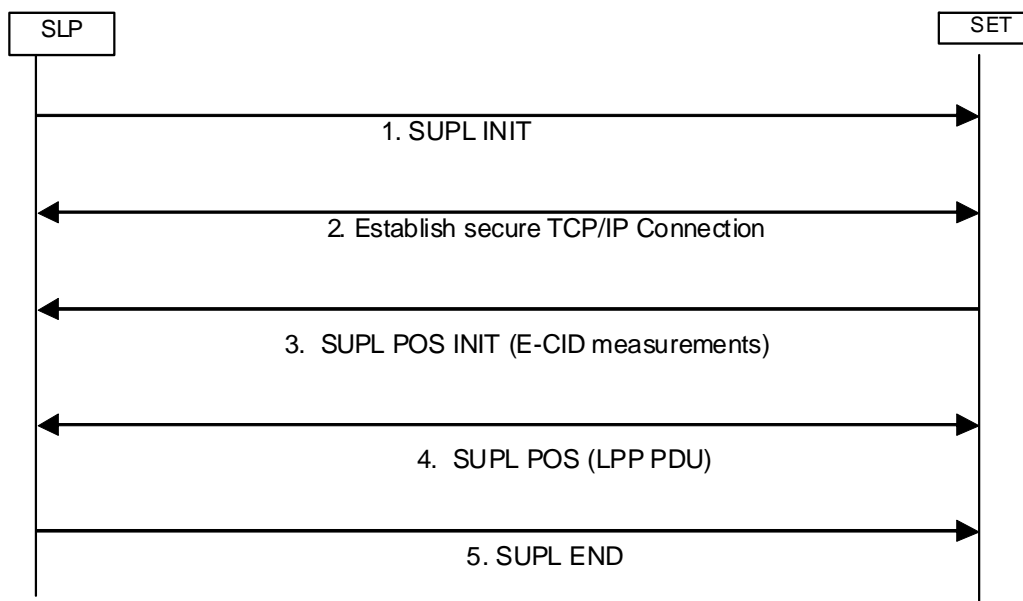 SLP
SET
1. SUPL INIT
2. Establish secure TCP/IP Connection
3. SUPL POS INIT (E-CID measurements)
4. SUPL POS (LPP PDU)
5. SUPL END